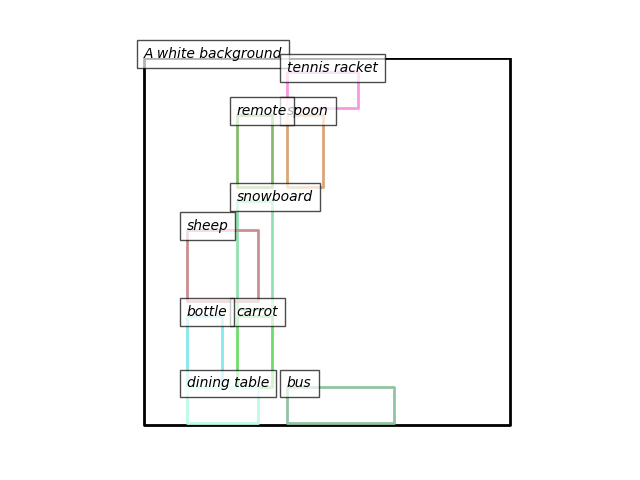 A white background
tennis racket
remote
spoon
snowboard
sheep
bottle
carrot
dining table
bus